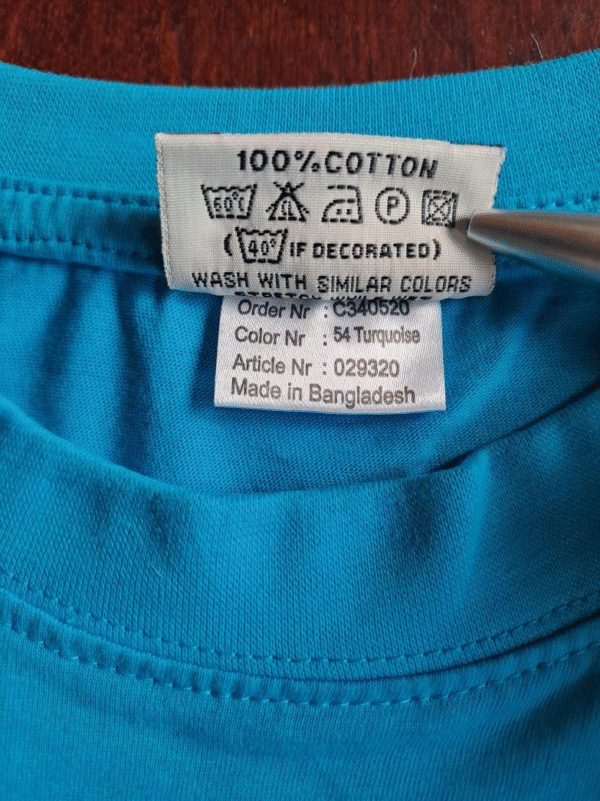 100% COTTON
60°C CL P
(40° IF DECORATED)
WASH WITH SIMILAR COLORS
Order Nr : C340520
Color Nr : 54 Turquoise
Article Nr : 029320
Made in Bangladesh